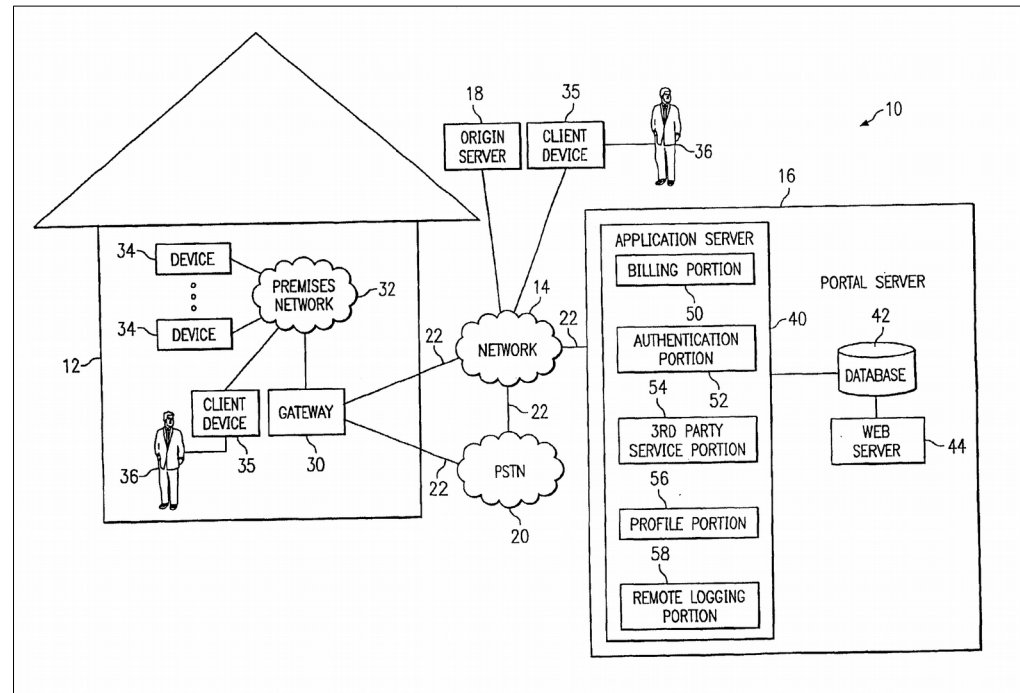 18
35
ORIGIN
SERVER
CLIENT
DEVICE
36
10
16
34
DEVICE
34
DEVICE
PREMISES
NETWORK
32
12
CLIENT
DEVICE
35
36
GATEWAY
30
22
22
14
NETWORK
22
22
PSTN
20
APPLICATION SERVER
BILLING PORTION
50
AUTHENTICATION
PORTION
52
54
3RD PARTY
SERVICE PORTION
56
PROFILE PORTION
58
REMOTE LOGGING
PORTION
40
PORTAL SERVER
42
DATABASE
WEB
SERVER
44